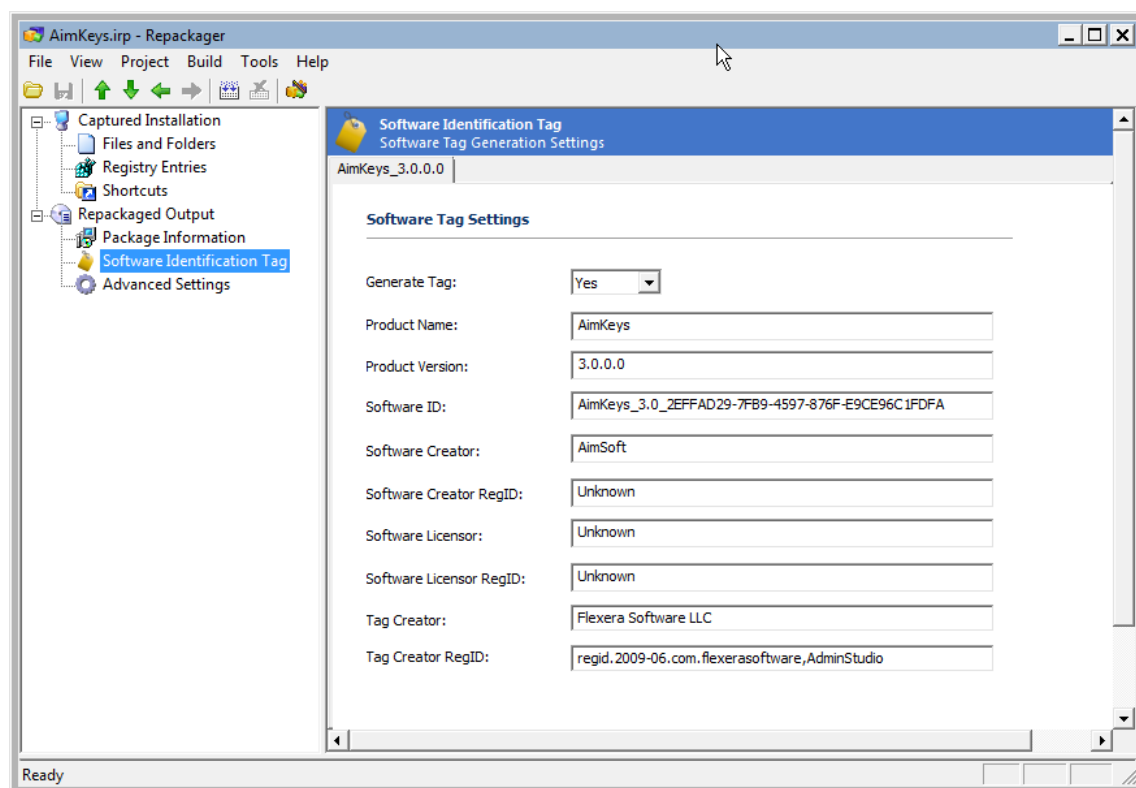 AimKeys.irp - Repackager
File View Project Build Tools Help
Captured Installation
Files and Folders
Registry Entries
Shortcuts
Repackaged Output
Package Information
Software Identification Tag
Advanced Settings
Software Identification Tag
Software Tag Generation Settings
AimKeys_3.0.0.0
Software Tag Settings
Generate Tag: Yes
Product Name: AimKeys
Product Version: 3.0.0.0
Software ID: AimKeys_3.0_2EFFAD29-7FB9-4597-876F-E9CE96C1FDFA
Software Creator: AimSoft
Software Creator RegID: Unknown
Software Licensor: Unknown
Software Licensor RegID: Unknown
Tag Creator: Flexera Software LLC
Tag Creator RegID: regid.2009-06.com.flexerasoftware,AdminStudio
Ready